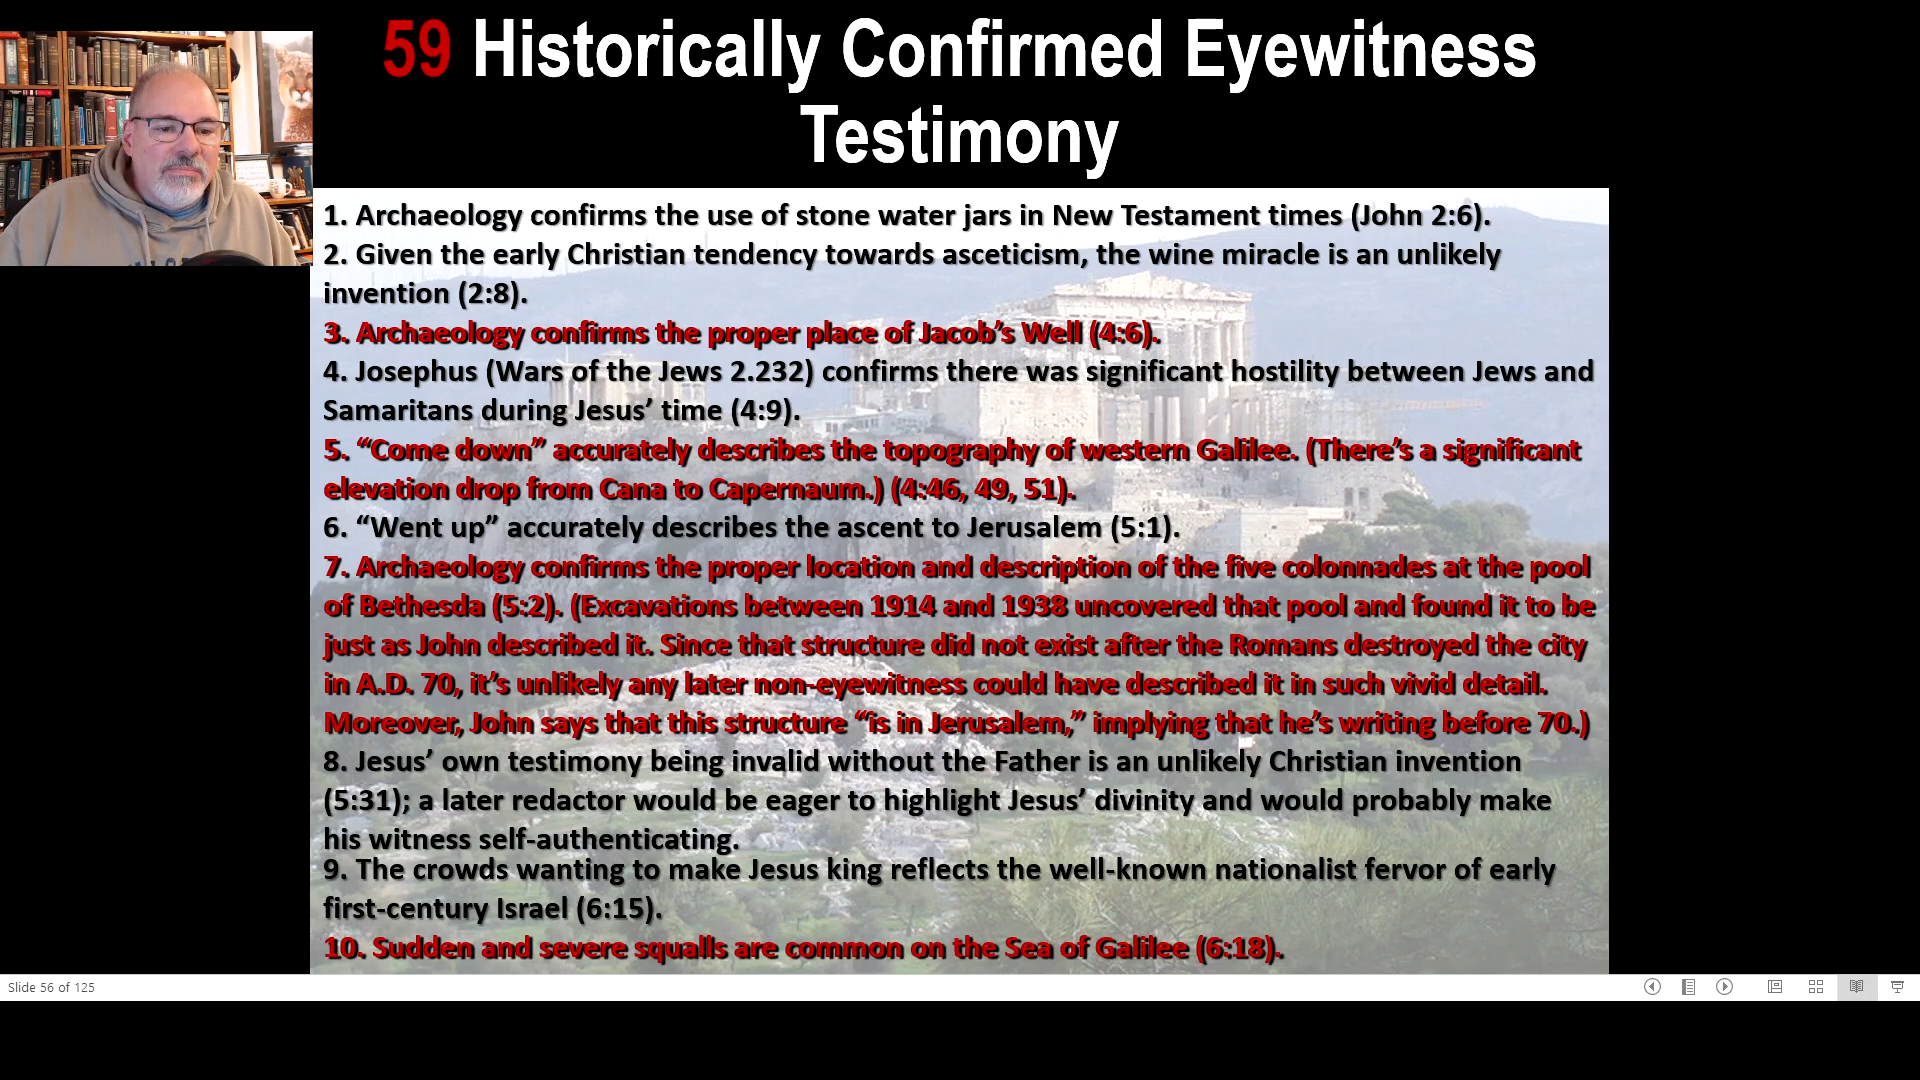 59 Historically Confirmed Eyewitness
Testimony
1. Archaeology confirms the use of stone water jars in New Testament times (John 2:6).
2. Given the early Christian tendency towards asceticism, the wine miracle is an unlikely
invention (2:8).
3. Archaeology confirms the proper place of Jacob’s Well (4:6).
4. Josephus (Wars of the Jews 2.232) confirms there was significant hostility between Jews and
Samaritans during Jesus’ time (4:9).
5. “Come down” accurately describes the topography of western Galilee. (There’s a significant
elevation drop from Cana to Capernaum.) (4:46, 49, 51).
6. “Went up” accurately describes the ascent to Jerusalem (5:1).
7. Archaeology confirms the proper location and description of the five colonnades at the pool
of Bethesda (5:2). (Excavations between 1914 and 1938 uncovered that pool and found it to be
just as John described it. Since that structure did not exist after the Romans destroyed the city
in A.D. 70, it’s unlikely any later non-eyewitness could have described it in such vivid detail.
Moreover, John says that this structure “is in Jerusalem,” implying that he’s writing before 70.)
8. Jesus’ own testimony being invalid without the Father is an unlikely Christian invention
(5:31); a later redactor would be eager to highlight Jesus’ divinity and would probably make
his witness self-authenticating.
9. The crowds wanting to make Jesus king reflects the well-known nationalist fervor of early
first-century Israel (6:15).
10. Sudden and severe squalls are common on the Sea of Galilee (6:18).
Slide 56 of 125